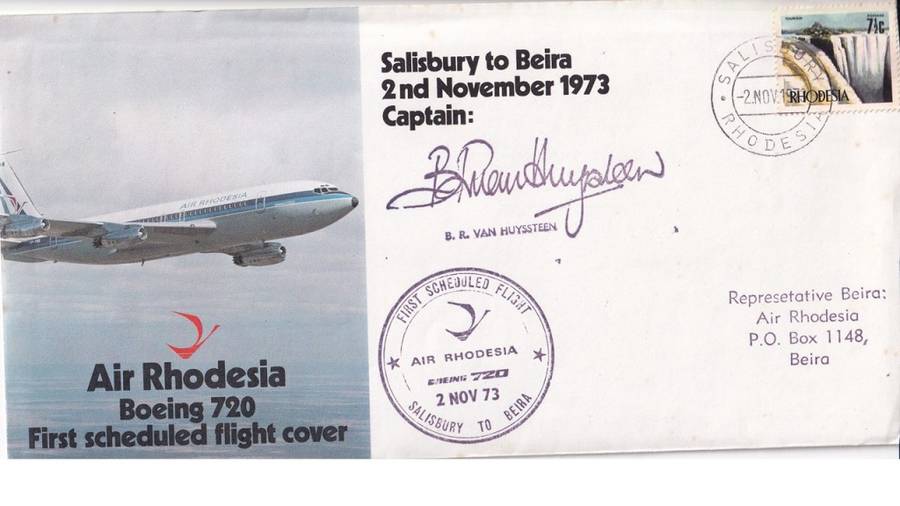 Salisbury to Beira
2nd November 1973
Captain:
B. R. VAN HUYSSTEEN
7½c
RHODESIA
SALISBURY
-2.NOV.197
RHODESIA
AIR RHODESIA
FIRST SCHEDULED FLIGHT
AIR RHODESIA
BOEING 720
2 NOV 73
SALISBURY TO BEIRA
Represetative Beira:
Air Rhodesia
P.O. Box 1148,
Beira
Air Rhodesia
Boeing 720
First scheduled flight cover